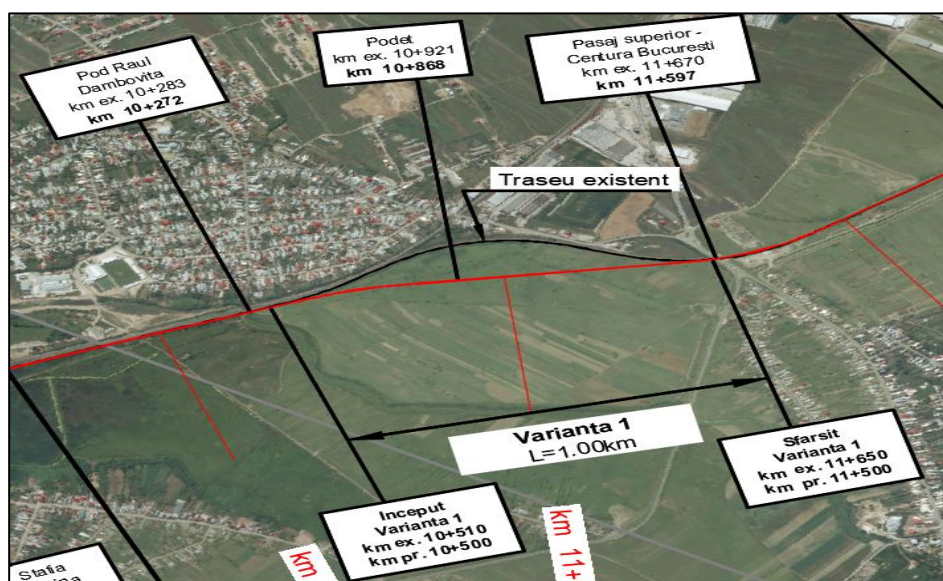 Pod Raul
Dambovita
km ex. 10+283
km 10+272
Podet
km ex. 10+921
km 10+868
Pasaj superior -
Centura Bucuresti
km ex. 11+670
km 11+597
Traseu existent
Varianta 1
L=1.00km
Inceput
Varianta 1
km ex. 10+510
km pr. 10+500
Sfarsit
Varianta 1
km ex. 11+650
km pr. 11+500
km
km 11+
Statia